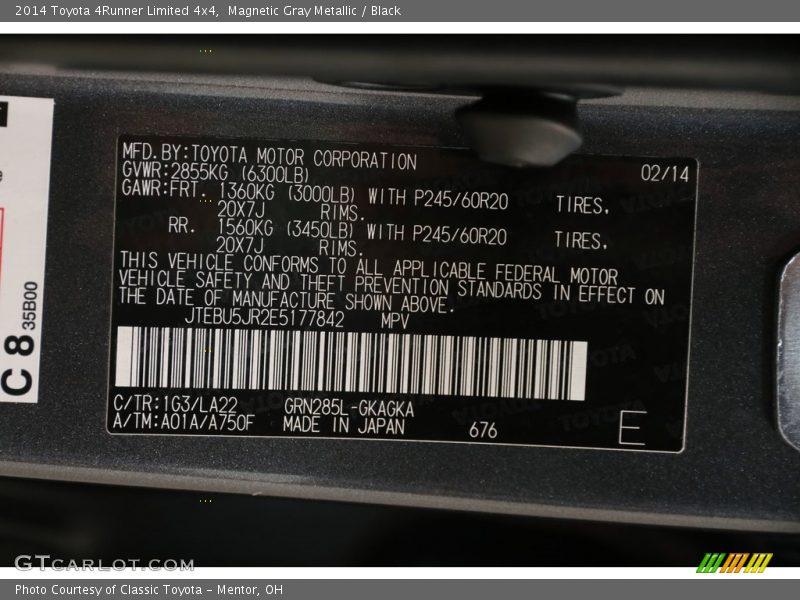 2014 Toyota 4Runner Limited 4x4,  Magnetic Gray Metallic / Black
MFD.BY:TOYOTA MOTOR CORPORATION 02/14
GVWR:2855KG (6300LB)
GAWR:FRT. 1360KG (3000LB) WITH P245/60R20 TIRES,
20X7J RIMS.
RR. 1560KG (3450LB) WITH P245/60R20 TIRES,
20X7J RIMS.
THIS VEHICLE CONFORMS TO ALL APPLICABLE FEDERAL MOTOR
VEHICLE SAFETY AND THEFT PREVENTION STANDARDS IN EFFECT ON
THE DATE OF MANUFACTURE SHOWN ABOVE.
JTEBU5JR2E5177842 MPV
C/TR:1G3/LA22 GRN285L-GKAGKA
A/TM:A01A/A750F MADE IN JAPAN 676 E
C 8 35B00
GTCARLOT.COM
Photo Courtesy of Classic Toyota - Mentor, OH